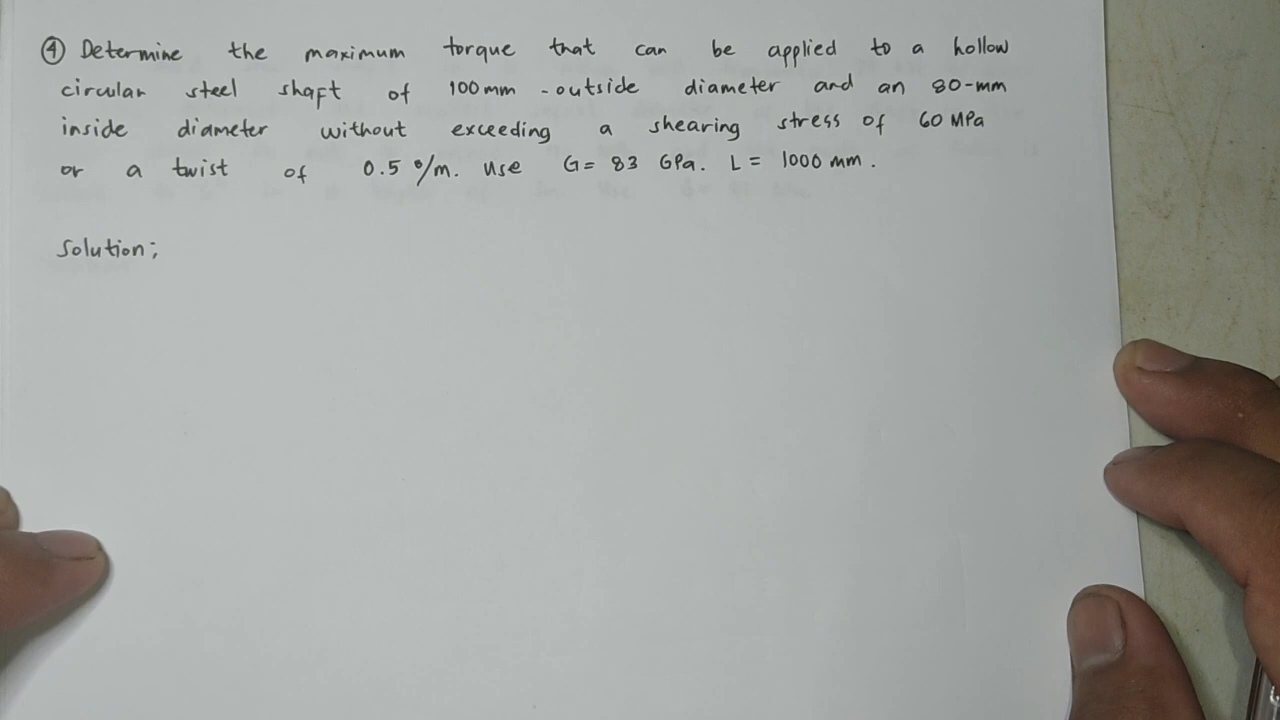 ④ Determine the maximum torque that can be applied to a hollow
circular steel shaft of 100mm - outside diameter and an 80-mm
inside diameter without exceeding a shearing stress of 60 MPa
or a twist of 0.5 °/m. Use G= 83 GPa. L = 1000 mm.
Solution;